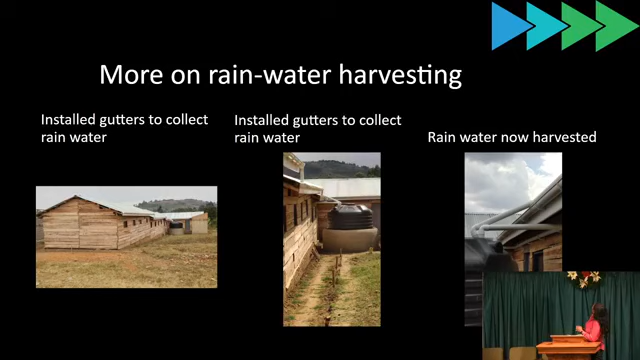 More on rain-water harvesting
Installed gutters to collect
rain water
Installed gutters to collect
rain water
Rain water now harvested